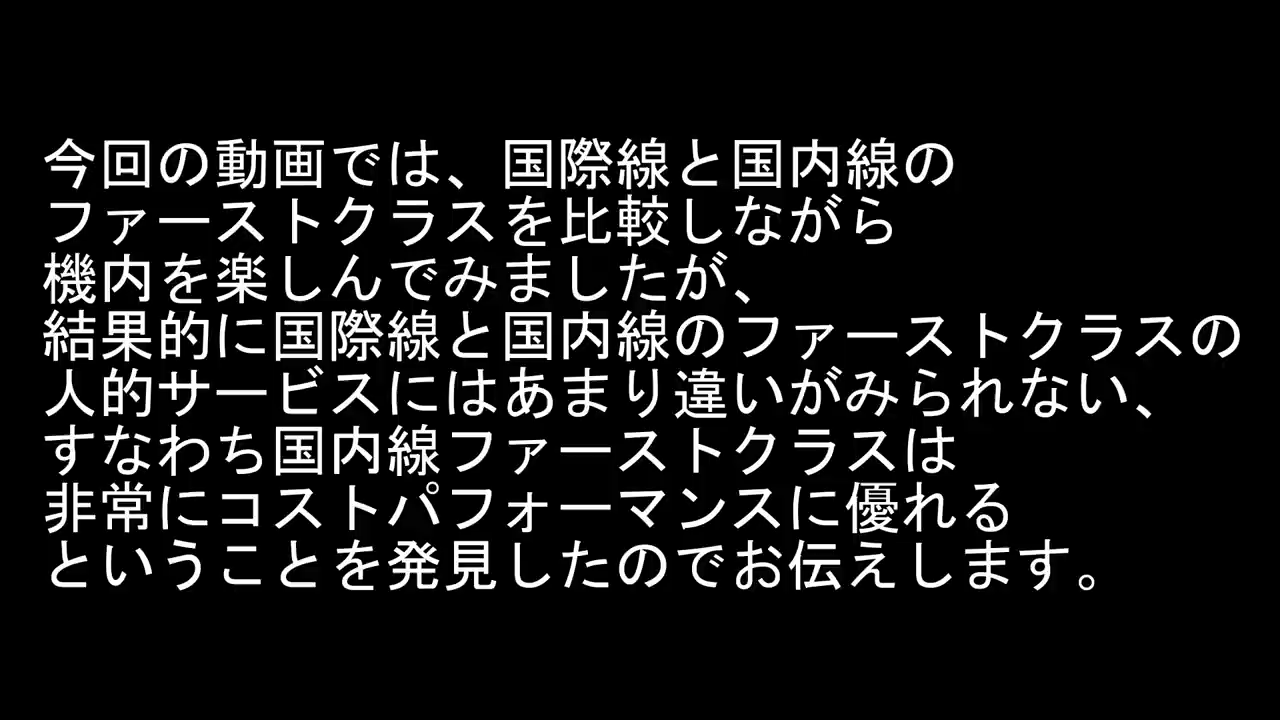 今回の動画では、国際線と国内線の
ファーストクラスを比較しながら
機内を楽しんでみましたが、
結果的に国際線と国内線のファーストクラスの
人的サービスにはあまり違いがみられない、
すなわち国内線ファーストクラスは
非常にコストパフォーマンスに優れる
ということを発見したのでお伝えします。